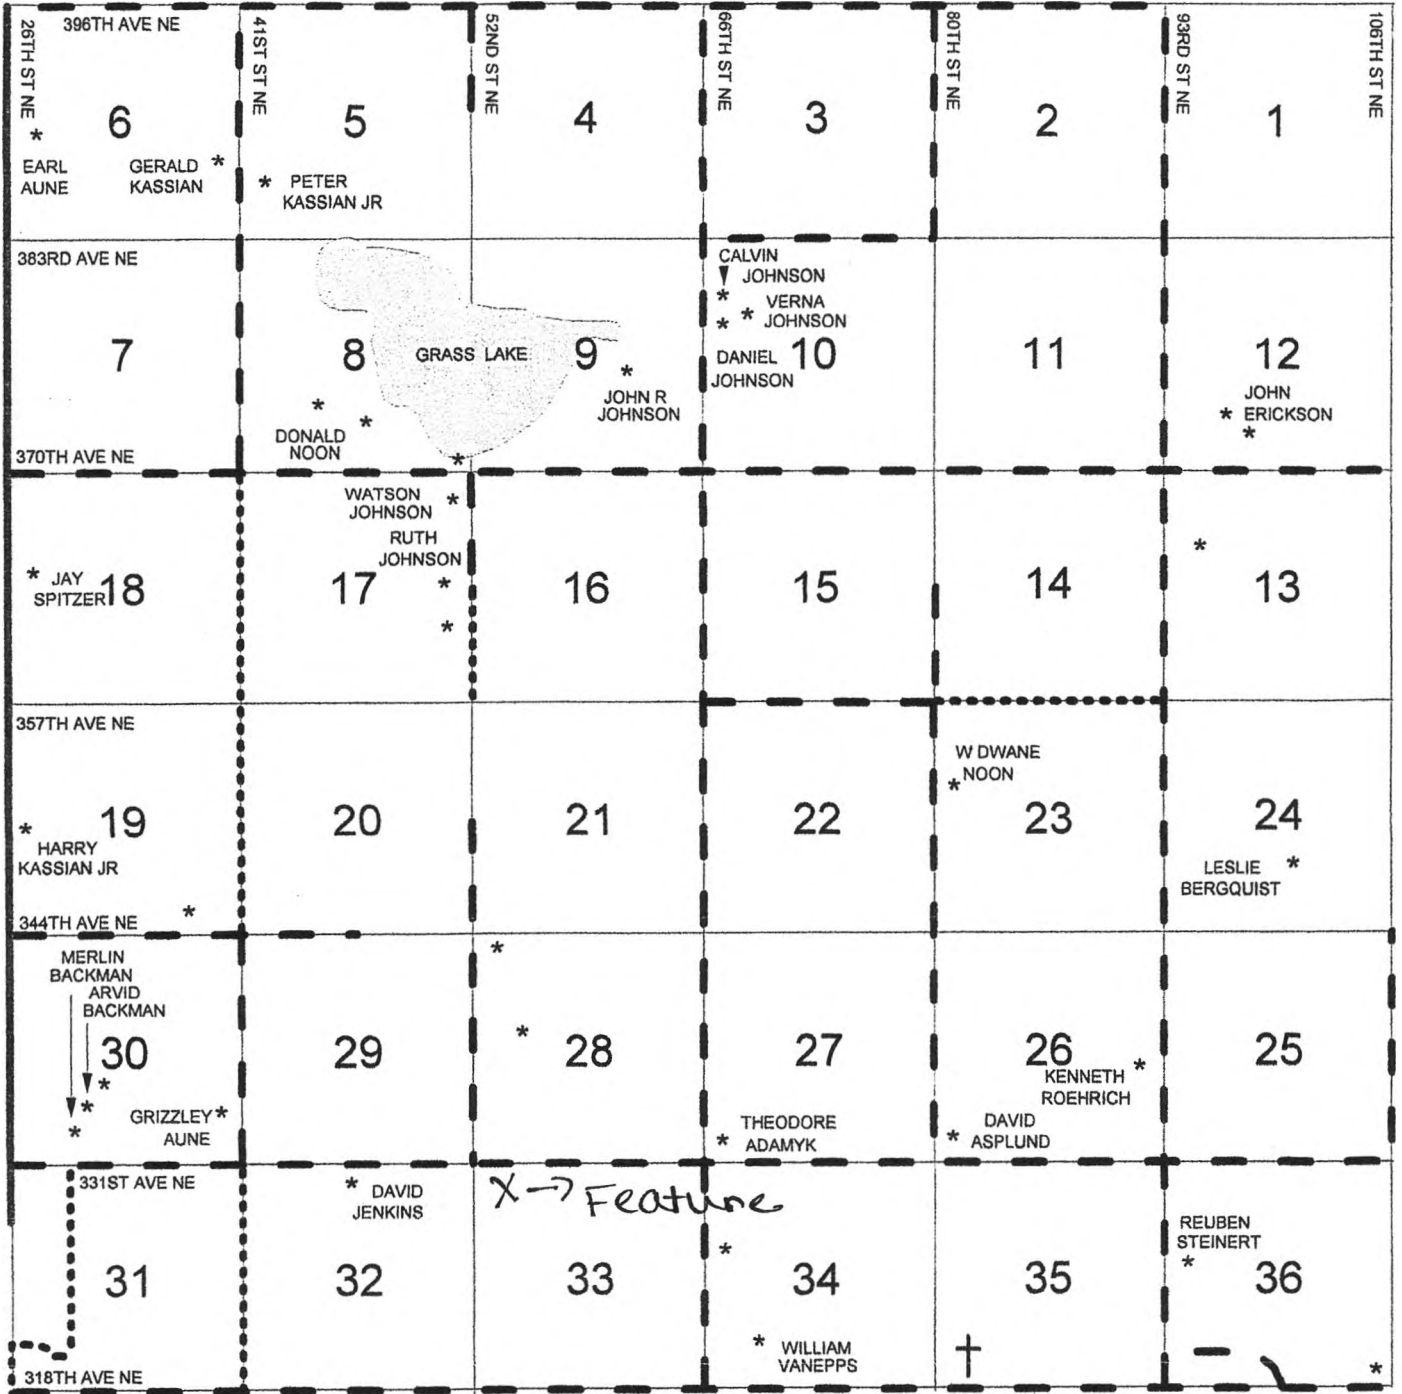 396TH AVE NE
26TH ST NE
41ST ST NE
52ND ST NE
66TH ST NE
80TH ST NE
93RD ST NE
106TH ST NE
6
5
4
3
2
1
EARL
AUNE
GERALD
KASSIAN
PETER
KASSIAN JR
383RD AVE NE
CALVIN
JOHNSON
VERNA
JOHNSON
DANIEL
JOHNSON
7
8
GRASS LAKE
9
10
11
12
JOHN R
JOHNSON
JOHN
ERICKSON
DONALD
NOON
370TH AVE NE
WATSON
JOHNSON
RUTH
JOHNSON
JAY
SPITZER
18
17
16
15
14
13
357TH AVE NE
W DWANE
NOON
19
20
21
22
23
24
HARRY
KASSIAN JR
LESLIE
BERGQUIST
344TH AVE NE
MERLIN
BACKMAN
ARVID
BACKMAN
30
29
28
27
26
25
KENNETH
ROEHRICH
GRIZZLEY
AUNE
THEODORE
ADAMYK
DAVID
ASPLUND
331ST AVE NE
DAVID
JENKINS
X → Feature
REUBEN
STEINERT
31
32
33
34
35
36
WILLIAM
VANEPPS
318TH AVE NE